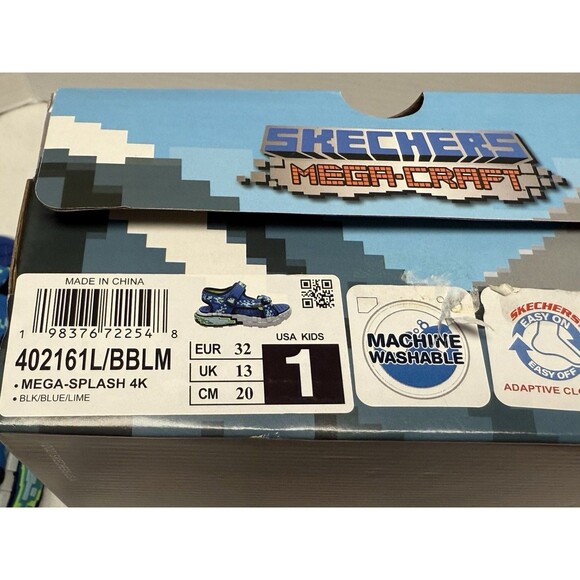 SKECHERS
MEGA-CRAFT
MADE IN CHINA
1 98376 72254 8
402161L/BBLM
• MEGA-SPLASH 4K
• BLK/BLUE/LIME
EUR 32
UK 13
CM 20
USA KIDS
1
MACHINE
WASHABLE
SKECHERS
EASY ON
EASY OFF
ADAPTIVE CLO